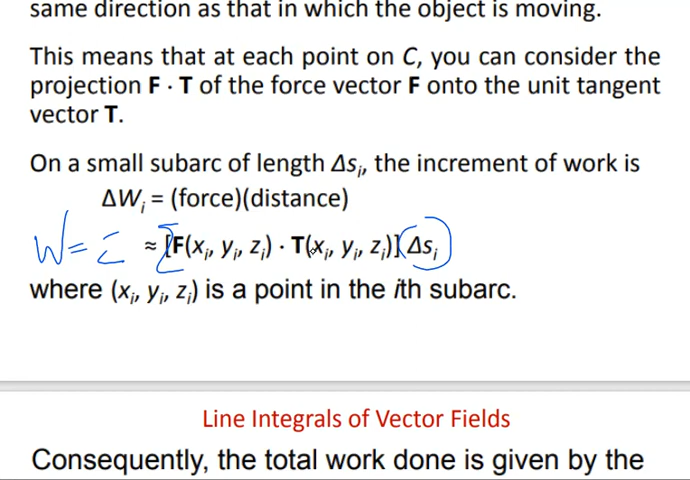 same direction as that in which the object is moving.
This means that at each point on C, you can consider the
projection F · T of the force vector F onto the unit tangent
vector T.
On a small subarc of length Δsᵢ, the increment of work is
ΔWᵢ = (force)(distance)
W = Σ ≈ [F(xᵢ, yᵢ, zᵢ) · T(xᵢ, yᵢ, zᵢ)] Δsᵢ
where (xᵢ, yᵢ, zᵢ) is a point in the ith subarc.
Line Integrals of Vector Fields
Consequently, the total work done is given by the